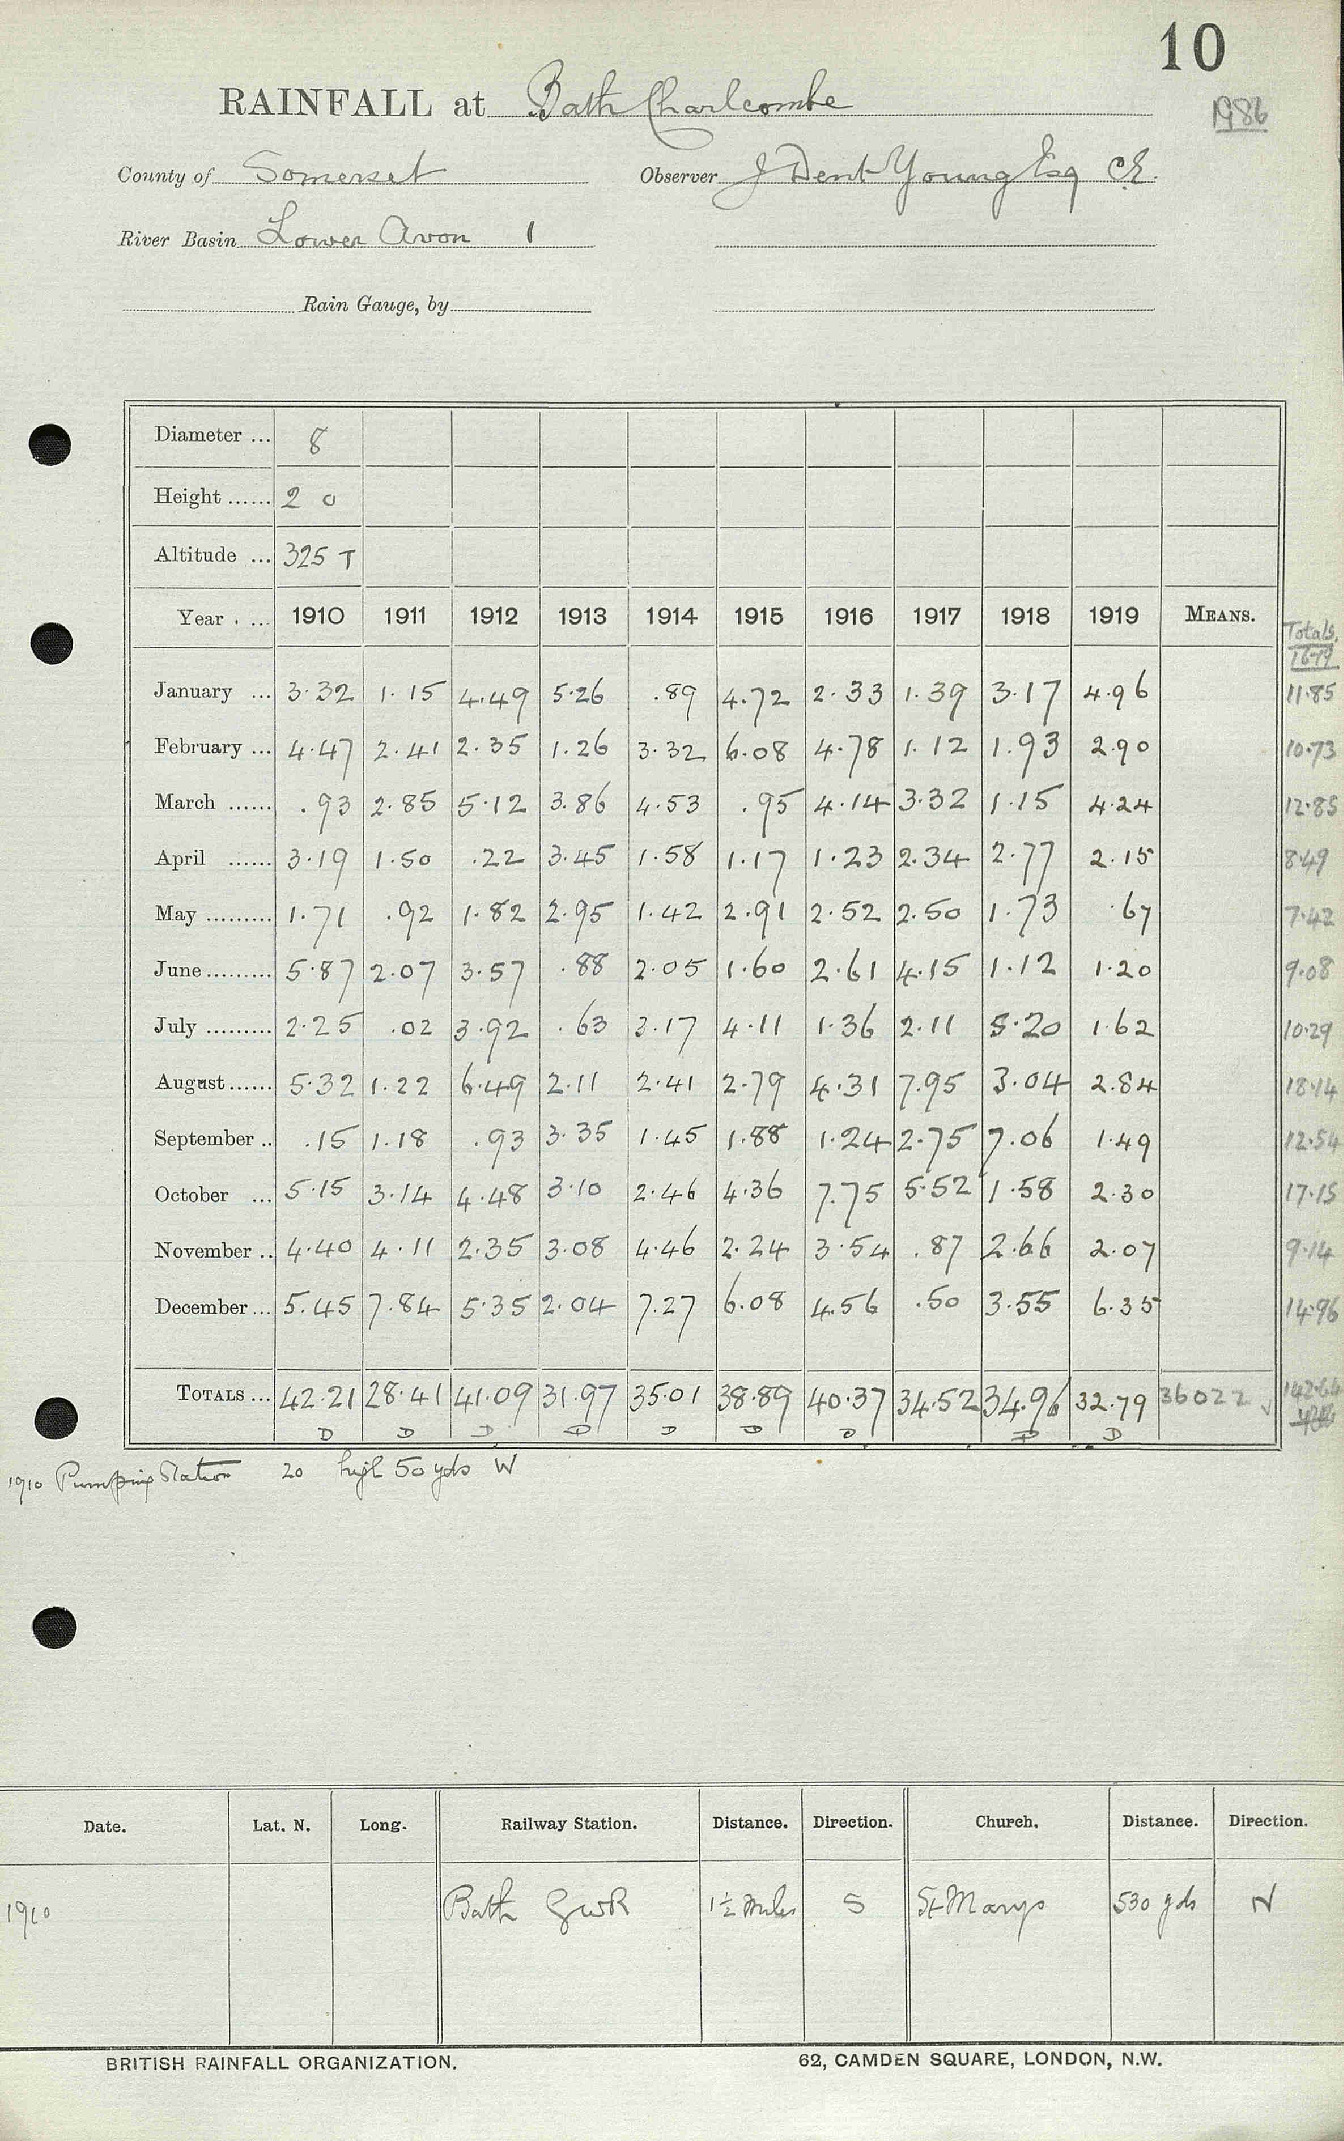 10
RAINFALL at Bath Charlcombe
1986
County of Somerset Observer J Dent Young Esq CE.
River Basin Lower Avon 1
Rain Gauge, by
Diameter ... 8
Height ...... 2 0
Altitude ... 325 T
Year ... 1910 1911 1912 1913 1914 1915 1916 1917 1918 1919 MEANS. Totals
16-19
January ... 3.32 1.15 4.49 5.26 .89 4.72 2.33 1.39 3.17 4.96 11.85
February ... 4.47 2.41 2.35 1.26 3.32 6.08 4.78 1.12 1.93 2.90 10.73
March ...... .93 2.85 5.12 3.86 4.53 .95 4.14 3.32 1.15 4.24 12.85
April ...... 3.19 1.50 .22 3.45 1.58 1.17 1.23 2.34 2.77 2.15 8.49
May ......... 1.71 .92 1.82 2.95 1.42 2.91 2.52 2.50 1.73 .67 7.42
June ......... 5.87 2.07 3.57 .88 2.05 1.60 2.61 4.15 1.12 1.20 9.08
July ......... 2.25 .02 3.92 .63 3.17 4.11 1.36 2.11 5.20 1.62 10.29
August ...... 5.32 1.22 6.49 2.11 2.41 2.79 4.31 7.95 3.04 2.84 18.14
September .. .15 1.18 .93 3.35 1.45 1.88 1.24 2.75 7.06 1.49 12.54
October ... 5.15 3.14 4.48 3.10 2.46 4.36 7.75 5.52 1.58 2.30 17.15
November .. 4.40 4.11 2.35 3.08 4.46 2.24 3.54 .87 2.66 2.07 9.14
December ... 5.45 7.84 5.35 2.04 7.27 6.08 4.56 .50 3.55 6.35 14.96
TOTALS ... 42.21 28.41 41.09 31.97 35.01 38.89 40.37 34.52 34.96 32.79 36022 142.64
D D D D D D D D D
1910 Pumping Station 20 high 50 yds W
Date. Lat. N. Long. Railway Station. Distance. Direction. Church. Distance. Direction.
1910 Bath GWR 1½ miles S St Marys 530 yds N
BRITISH RAINFALL ORGANIZATION. 62, CAMDEN SQUARE, LONDON, N.W.